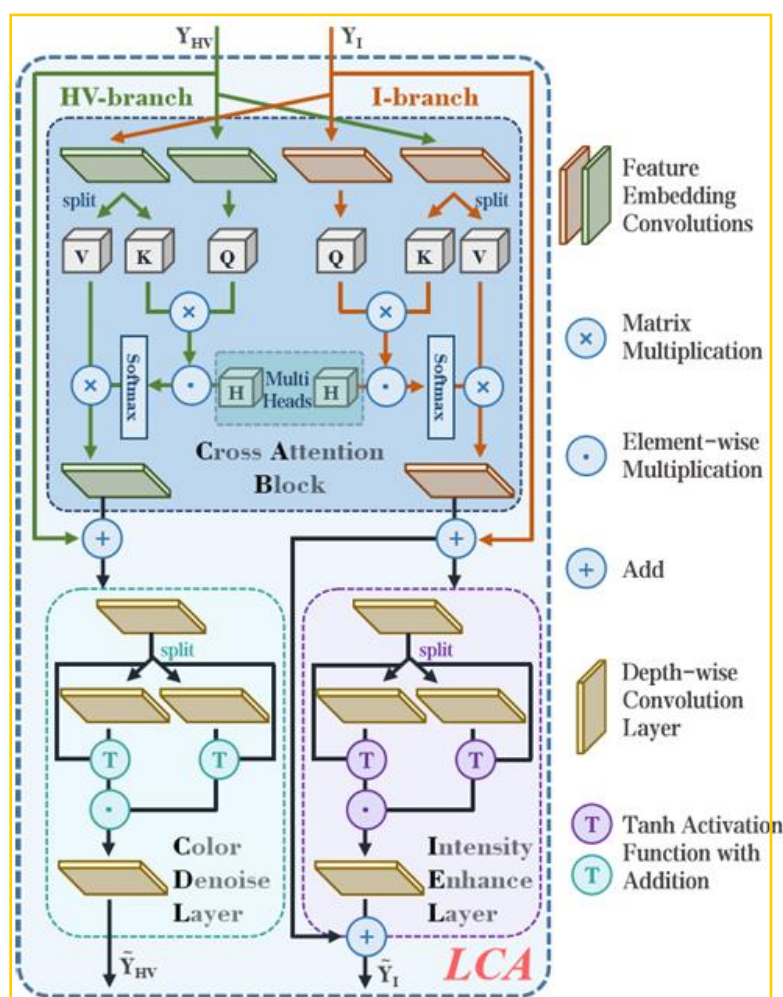 Y_HV
Y_I
HV-branch
I-branch
split
split
V
K
Q
Q
K
V
×
×
Softmax
Softmax
×
·
H
Multi
Heads
H
·
×
Cross Attention
Block
+
+
split
split
T
T
T
T
·
·
Color
Denoise
Layer
Intensity
Enhance
Layer
+
Ỹ_HV
Ỹ_I
LCA
Feature
Embedding
Convolutions
×
Matrix
Multiplication
·
Element-wise
Multiplication
+
Add
Depth-wise
Convolution
Layer
T
T
Tanh Activation
Function with
Addition